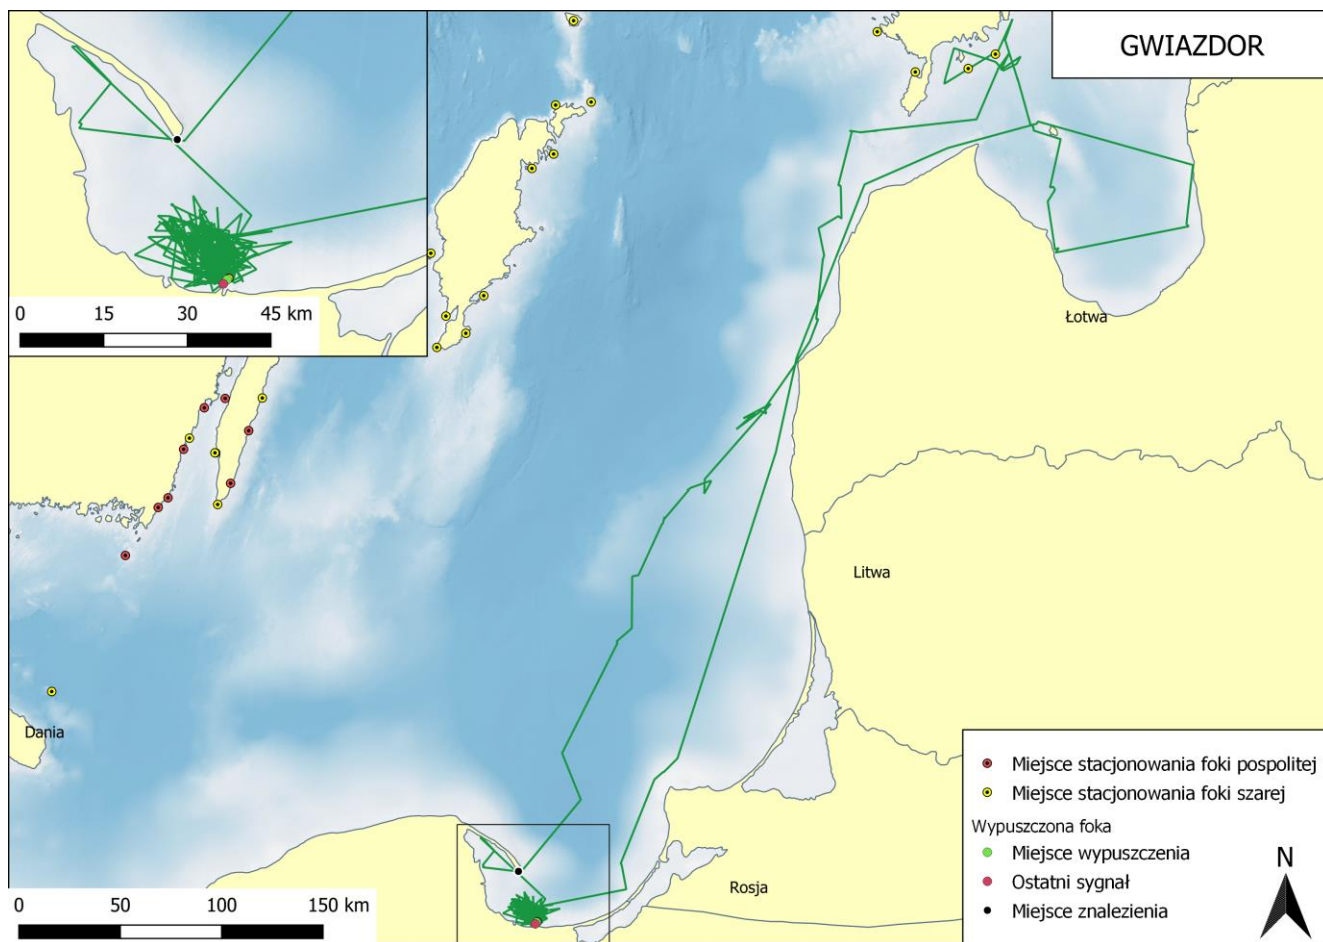 GWIAZDOR
0 15 30 45 km
Łotwa
Litwa
Dania
Rosja
Miejsce stacjonowania foki pospolitej
Miejsce stacjonowania foki szarej
Wypuszczona foka
Miejsce wypuszczenia
Ostatni sygnał
Miejsce znalezienia
N
0 50 100 150 km